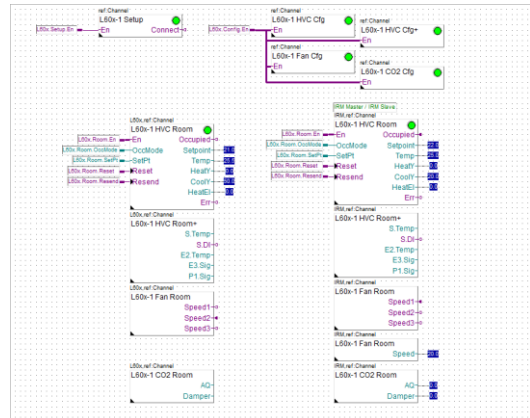 ref:Channel
L60x-1 Setup
L60x.Setup.En
En
Connect
ref:Channel
L60x-1 HVC Cfg
L60x.Config.En
En
ref:Channel
L60x-1 HVC Cfg+
En
ref:Channel
L60x-1 Fan Cfg
En
ref:Channel
L60x-1 CO2 Cfg
En
L60x,ref:Channel
L60x-1 HVC Room
L60x.Room.En
En
Occupied
L60x.Room.OccMode
OccMode
Setpoint
L60x.Room.SetPt
SetPt
Temp
HeatY
L60x.Room.Reset
Reset
CoolY
L60x.Room.Resend
Resend
HeatEl
Err
L60x,ref:Channel
L60x-1 HVC Room+
S.Temp
S.DI
E2.Temp
E3.Sig
P1.Sig
L60x,ref:Channel
L60x-1 Fan Room
Speed1
Speed2
Speed3
L60x,ref:Channel
L60x-1 CO2 Room
AQ
Damper
IRM Master / IRM Slave
IRM,ref:Channel
L60x-1 HVC Room
L60x.Room.En
En
Occupied
L60x.Room.OccMode
OccMode
Setpoint
L60x.Room.SetPt
SetPt
Temp
HeatY
L60x.Room.Reset
Reset
CoolY
L60x.Room.Resend
Resend
HeatEl
Err
IRM,ref:Channel
L60x-1 HVC Room+
S.Temp
S.DI
E2.Temp
E3.Sig
P1.Sig
IRM,ref:Channel
L60x-1 Fan Room
Speed1
Speed2
Speed3
IRM,ref:Channel
L60x-1 Fan Room
Speed
IRM,ref:Channel
L60x-1 CO2 Room
AQ
Damper